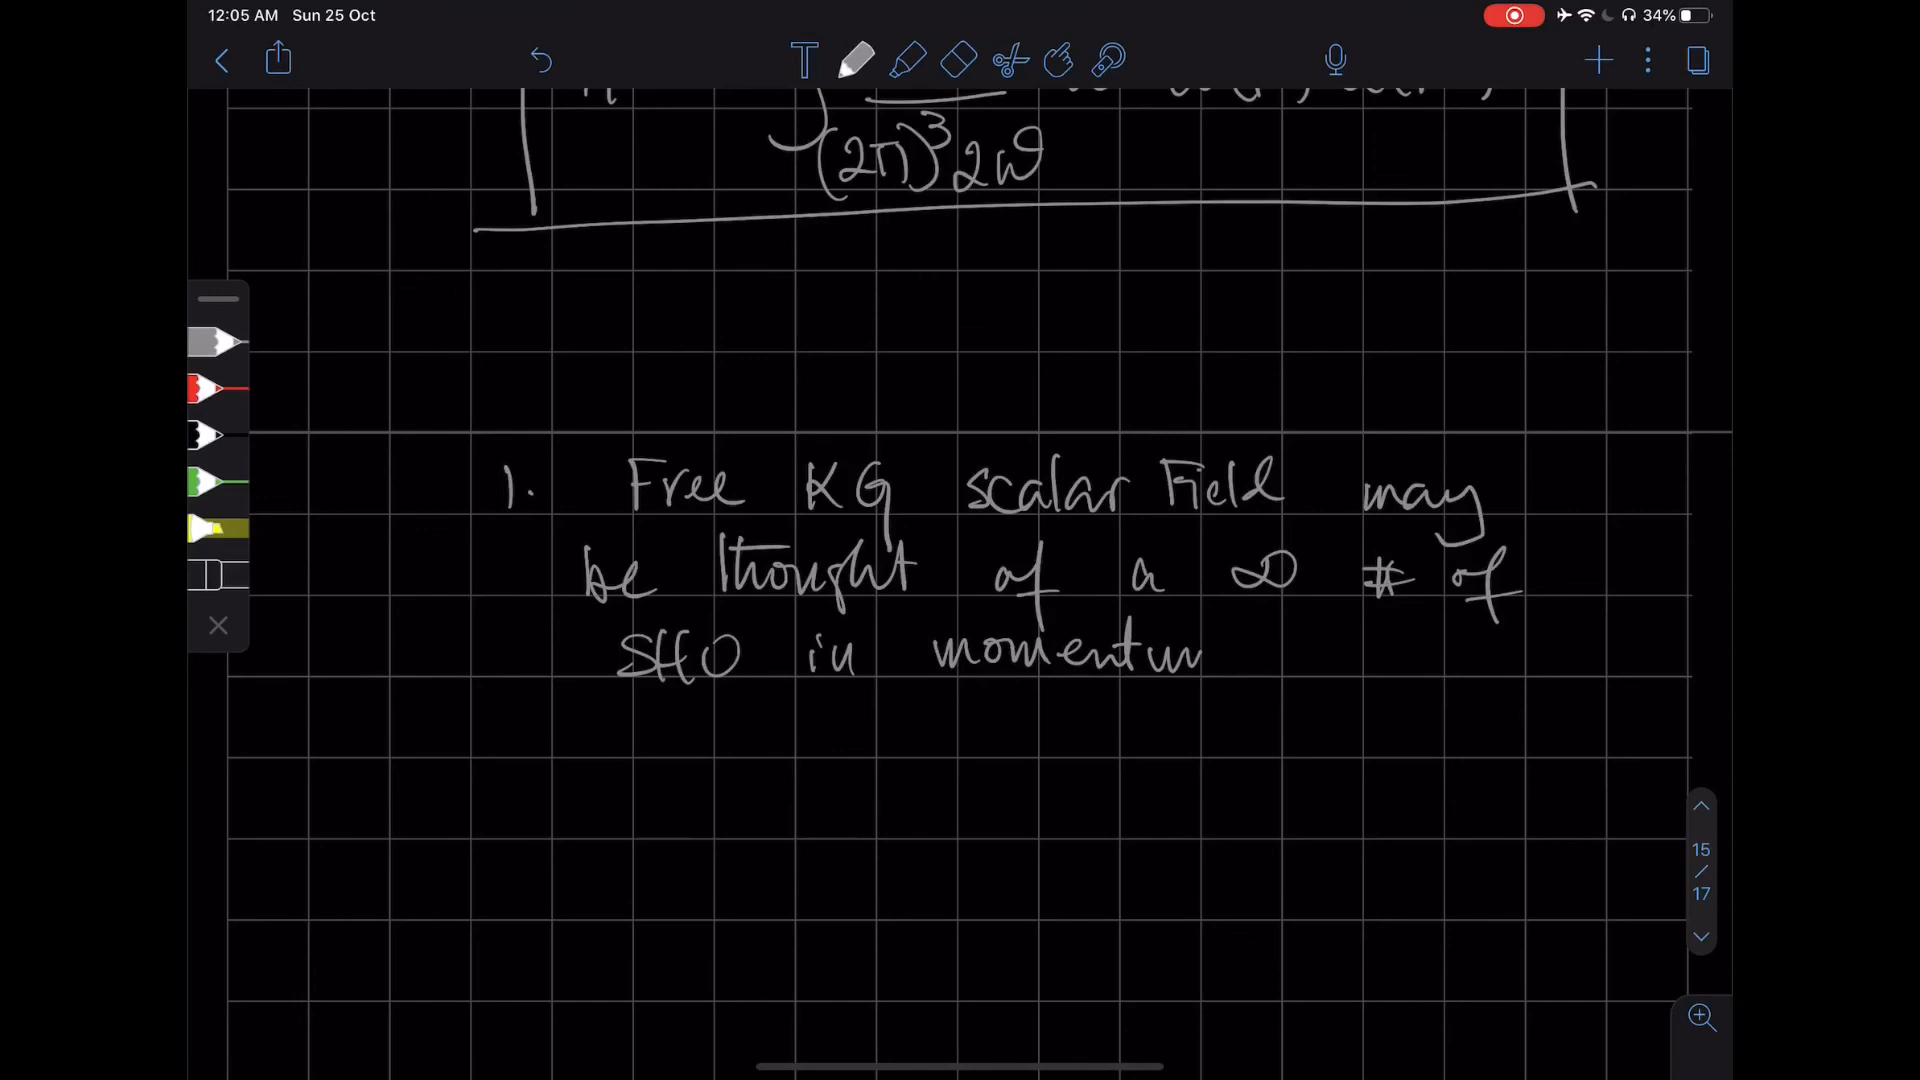 12:05 AM Sun 25 Oct
34%
(2π)³2ω
1. Free KG scalar Field may
be thought of a ∞ # of
SHO in momentum
15
/
17